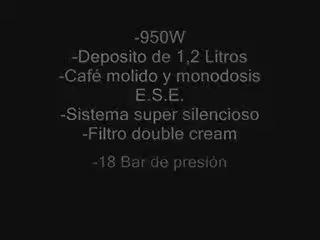 -950W
-Deposito de 1,2 Litros
-Café molido y monodosis
E.S.E.
-Sistema super silencioso
-Filtro double cream
-18 Bar de presión